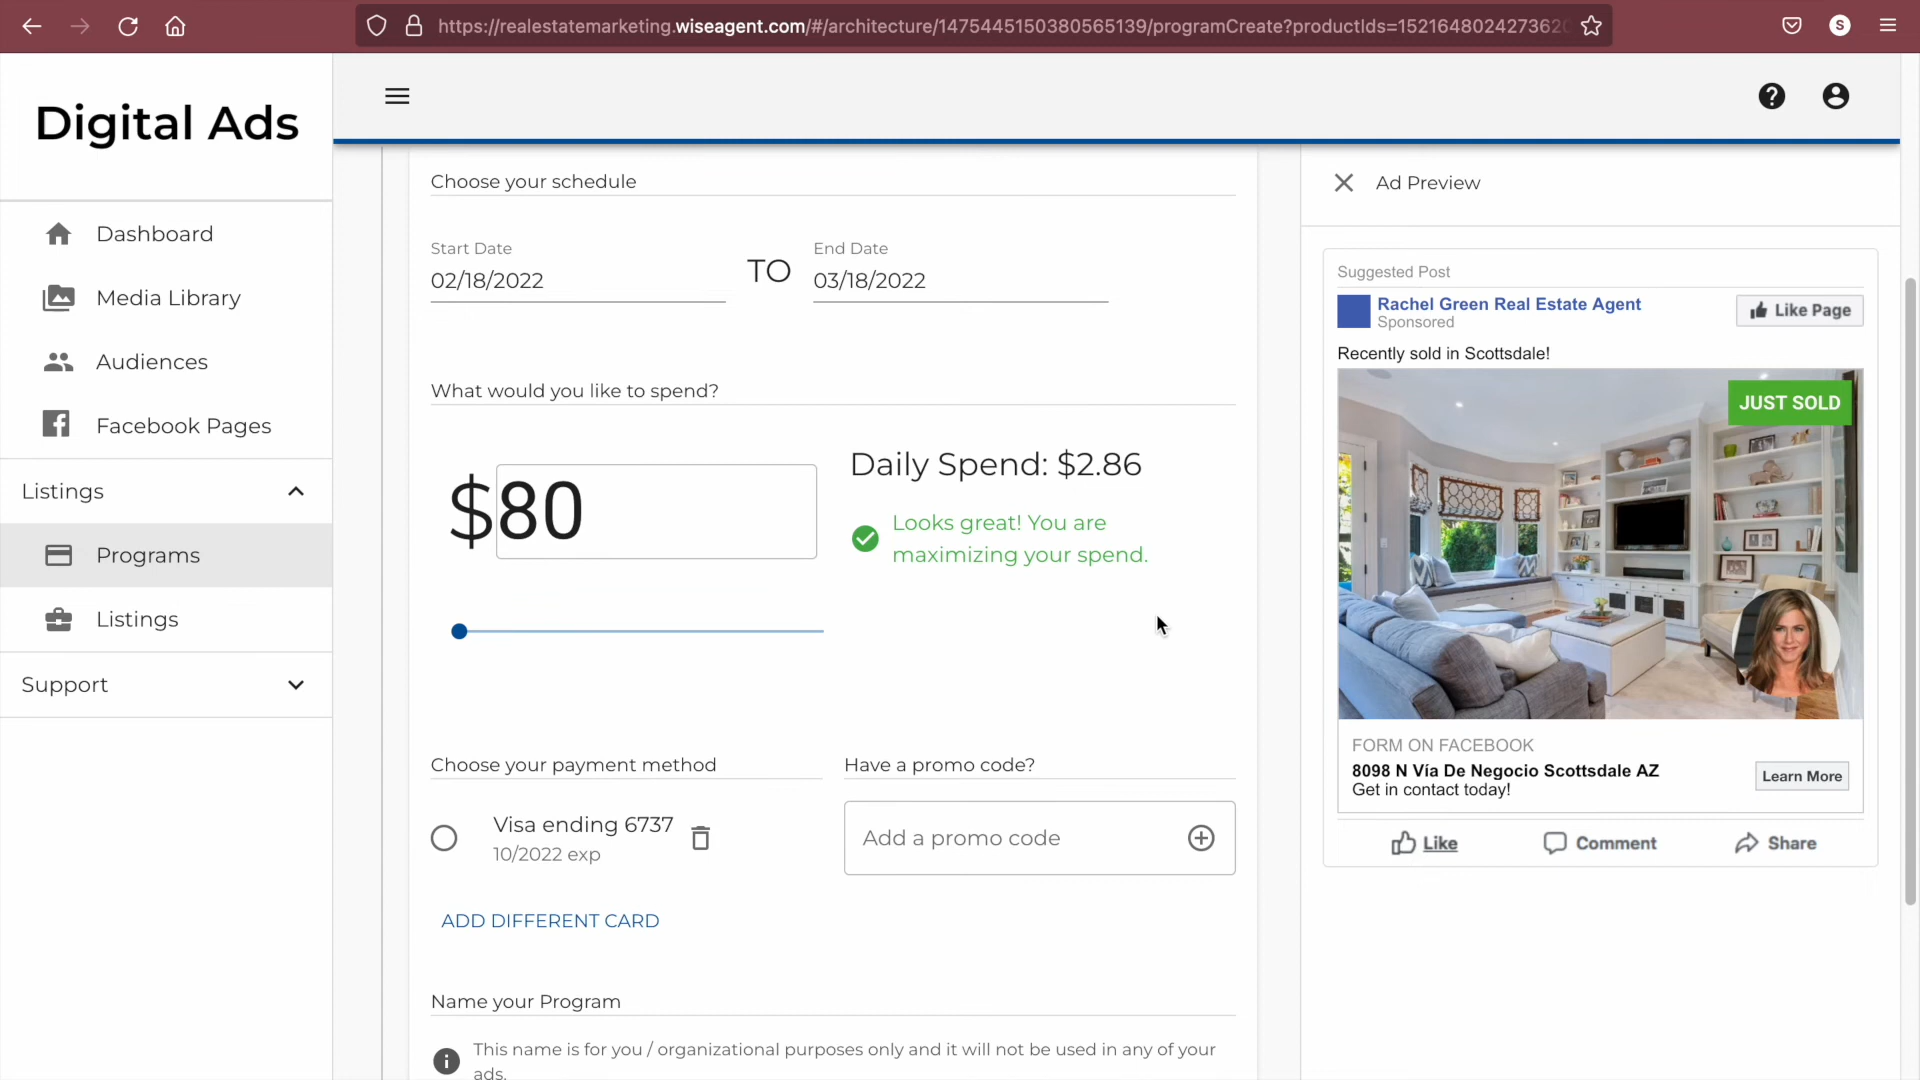 https://realestatemarketing.wiseagent.com/#/architecture/1475445150380565139/programCreate?productIds=152164802427362
S
Digital Ads
Dashboard
Media Library
Audiences
Facebook Pages
Listings
Programs
Listings
Support
Choose your schedule
Start Date
02/18/2022
TO
End Date
03/18/2022
What would you like to spend?
$80
Daily Spend: $2.86
Looks great! You are
maximizing your spend.
Choose your payment method
Visa ending 6737
10/2022 exp
ADD DIFFERENT CARD
Have a promo code?
Add a promo code
Name your Program
This name is for you / organizational purposes only and it will not be used in any of your
ads.
Ad Preview
Suggested Post
Rachel Green Real Estate Agent
Sponsored
Like Page
Recently sold in Scottsdale!
JUST SOLD
FORM ON FACEBOOK
8098 N Vía De Negocio Scottsdale AZ
Get in contact today!
Learn More
Like
Comment
Share